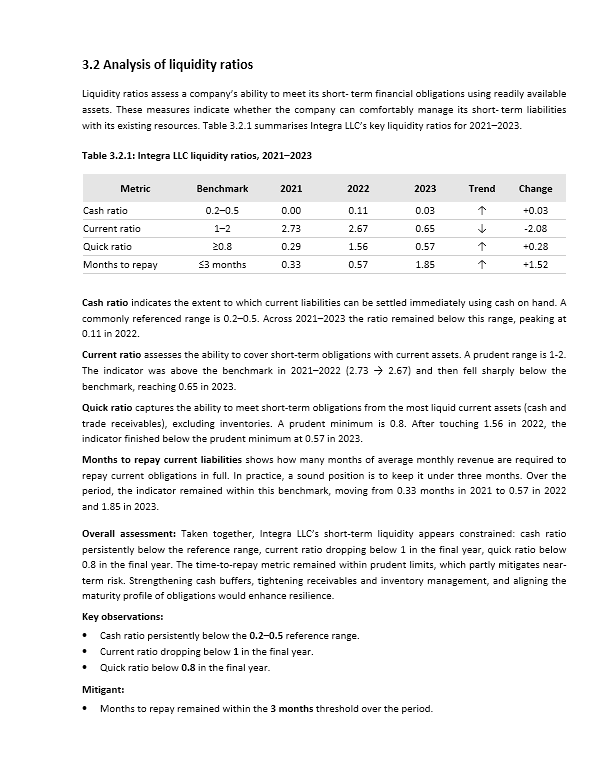 3.2 Analysis of liquidity ratios
Liquidity ratios assess a company's ability to meet its short- term financial obligations using readily available
assets. These measures indicate whether the company can comfortably manage its short- term liabilities
with its existing resources. Table 3.2.1 summarises Integra LLC's key liquidity ratios for 2021–2023.
Table 3.2.1: Integra LLC liquidity ratios, 2021–2023
Metric Benchmark 2021 2022 2023 Trend Change
Cash ratio 0.2–0.5 0.00 0.11 0.03 ↑ +0.03
Current ratio 1–2 2.73 2.67 0.65 ↓ -2.08
Quick ratio ≥0.8 0.29 1.56 0.57 ↑ +0.28
Months to repay ≤3 months 0.33 0.57 1.85 ↑ +1.52
Cash ratio indicates the extent to which current liabilities can be settled immediately using cash on hand. A
commonly referenced range is 0.2–0.5. Across 2021–2023 the ratio remained below this range, peaking at
0.11 in 2022.
Current ratio assesses the ability to cover short-term obligations with current assets. A prudent range is 1-2.
The indicator was above the benchmark in 2021–2022 (2.73 → 2.67) and then fell sharply below the
benchmark, reaching 0.65 in 2023.
Quick ratio captures the ability to meet short-term obligations from the most liquid current assets (cash and
trade receivables), excluding inventories. A prudent minimum is 0.8. After touching 1.56 in 2022, the
indicator finished below the prudent minimum at 0.57 in 2023.
Months to repay current liabilities shows how many months of average monthly revenue are required to
repay current obligations in full. In practice, a sound position is to keep it under three months. Over the
period, the indicator remained within this benchmark, moving from 0.33 months in 2021 to 0.57 in 2022
and 1.85 in 2023.
Overall assessment: Taken together, Integra LLC's short-term liquidity appears constrained: cash ratio
persistently below the reference range, current ratio dropping below 1 in the final year, quick ratio below
0.8 in the final year. The time-to-repay metric remained within prudent limits, which partly mitigates near-
term risk. Strengthening cash buffers, tightening receivables and inventory management, and aligning the
maturity profile of obligations would enhance resilience.
Key observations:
• Cash ratio persistently below the 0.2–0.5 reference range.
• Current ratio dropping below 1 in the final year.
• Quick ratio below 0.8 in the final year.
Mitigant:
• Months to repay remained within the 3 months threshold over the period.